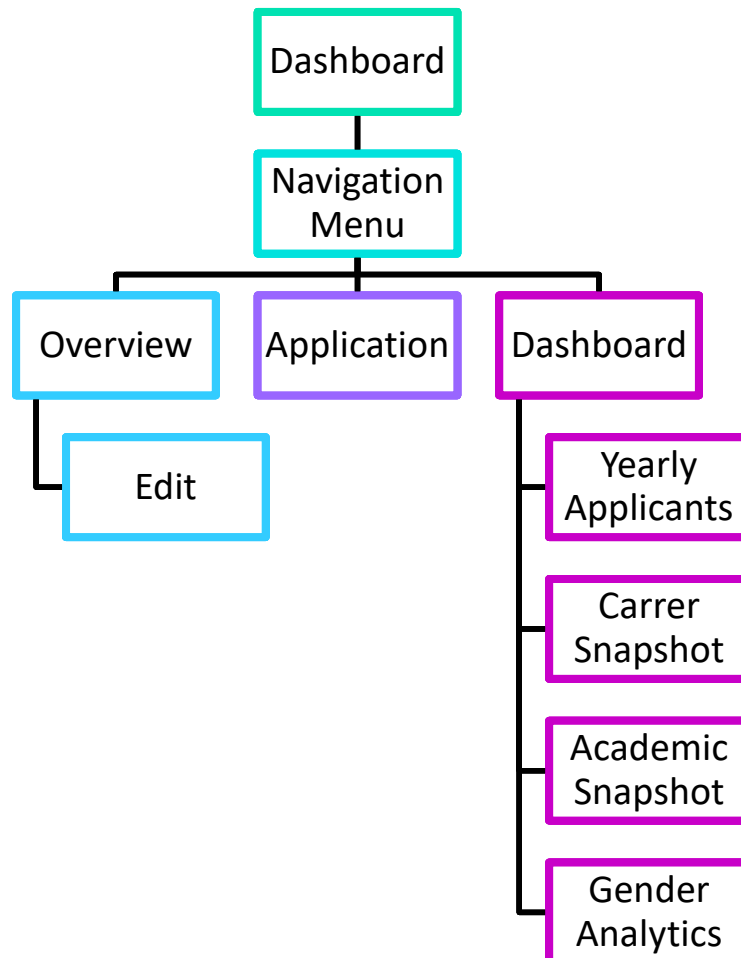 Dashboard
Navigation
Menu
Overview
Application
Dashboard
Edit
Yearly
Applicants
Carrer
Snapshot
Academic
Snapshot
Gender
Analytics